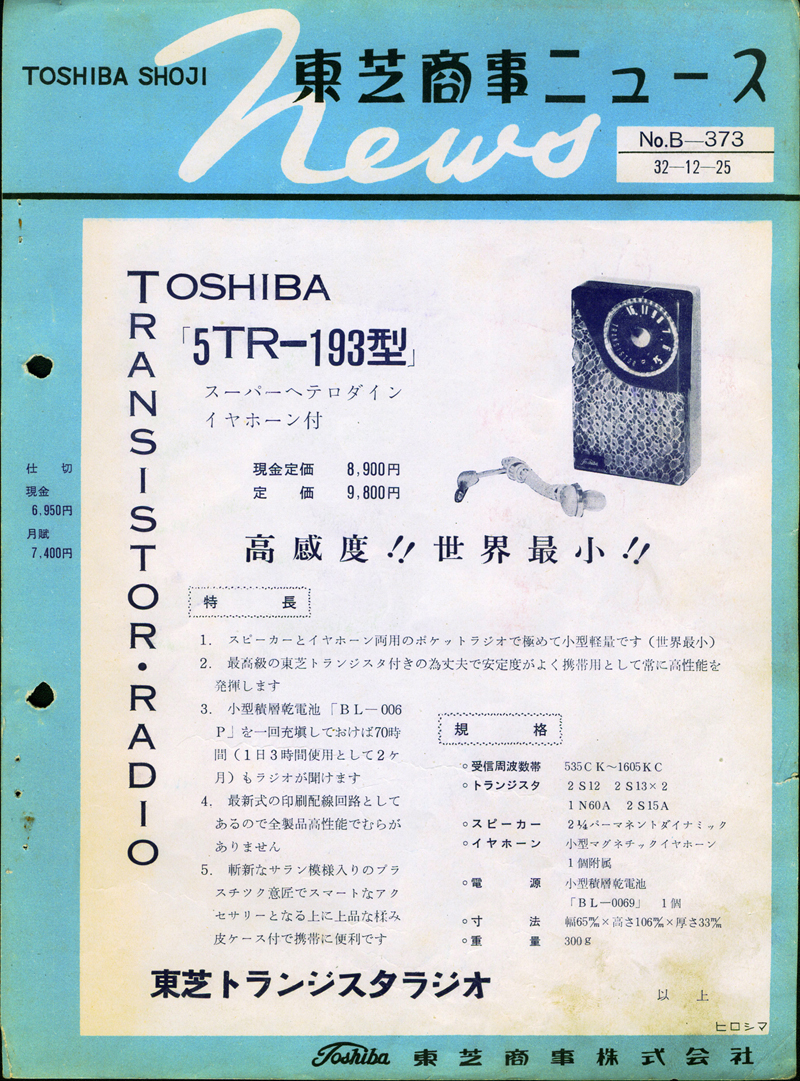 TOSHIBA SHOJI
東芝商事ニュース
News
No.B—373
32—12—25
TRANSISTOR・RADIO
TOSHIBA
「5TR-193型」
スーパーヘテロダイン
イヤホーン付
現金定価 8,900円
定価 9,800円
仕切
現金
6,950円
月賦
7,400円
高感度!! 世界最小!!
特長
1. スピーカーとイヤホーン両用のポケットラジオで極めて小型軽量です(世界最小)
2. 最高級の東芝トランジスタ付きの為丈夫で安定度がよく携帯用として常に高性能を
発揮します
3. 小型積層乾電池「BL—006
P」を一回充塡しておけば70時
間(1日3時間使用として2ケ
月)もラジオが聞けます
4. 最新式の印刷配線回路として
あるので全製品高性能でむらが
ありません
5. 斬新なサラン模様入りのプラ
スチツク意匠でスマートなアク
セサリーとなる上に上品な揉み
皮ケース付で携帯に便利です
規格
○受信周波数帯 535CK~1605KC
○トランジスタ 2S12 2S13×2
1N60A 2S15A
○スピーカー 2¼パーマネントダイナミック
○イヤホーン 小型マグネチックイヤホーン
1個附属
○電源 小型積層乾電池
「BL—0069」 1個
○寸法 幅65m/m×高さ106m/m×厚さ33m/m
○重量 300g
東芝トランジスタラジオ
以上
ヒロシマ
Toshiba 東芝商事株式会社